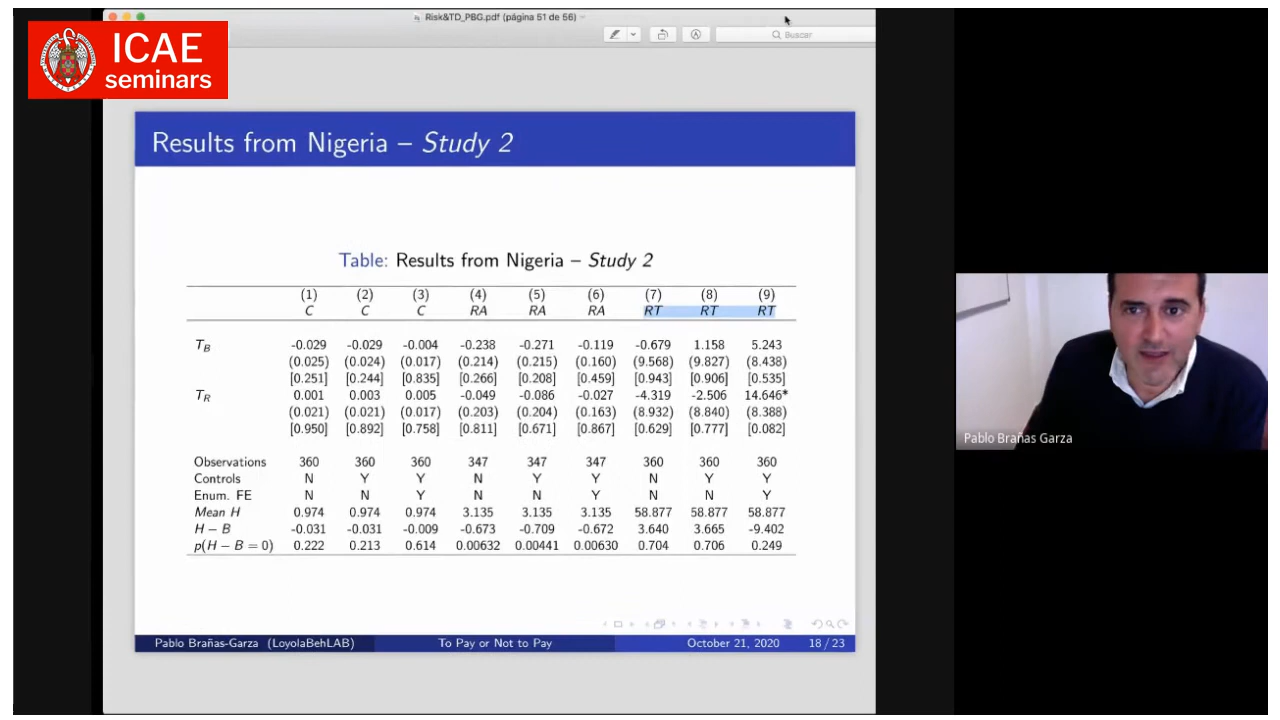 Risk&TD_PBG.pdf (página 51 de 56)
Buscar
ICAE
seminars
Results from Nigeria – Study 2
Table: Results from Nigeria – Study 2
(1) (2) (3) (4) (5) (6) (7) (8) (9)
C C C RA RA RA RT RT RT
T_B -0.029 -0.029 -0.004 -0.238 -0.271 -0.119 -0.679 1.158 5.243
(0.025) (0.024) (0.017) (0.214) (0.215) (0.160) (9.568) (9.827) (8.438)
[0.251] [0.244] [0.835] [0.266] [0.208] [0.459] [0.943] [0.906] [0.535]
T_R 0.001 0.003 0.005 -0.049 -0.086 -0.027 -4.319 -2.506 14.646*
(0.021) (0.021) (0.017) (0.203) (0.204) (0.163) (8.932) (8.840) (8.388)
[0.950] [0.892] [0.758] [0.811] [0.671] [0.867] [0.629] [0.777] [0.082]
Observations 360 360 360 347 347 347 360 360 360
Controls N Y Y N Y Y N Y Y
Enum. FE N N Y N N Y N N Y
Mean H 0.974 0.974 0.974 3.135 3.135 3.135 58.877 58.877 58.877
H – B -0.031 -0.031 -0.009 -0.673 -0.709 -0.672 3.640 3.665 -9.402
p(H – B = 0) 0.222 0.213 0.614 0.00632 0.00441 0.00630 0.704 0.706 0.249
Pablo Brañas-Garza (LoyolaBehLAB) To Pay or Not to Pay October 21, 2020 18 / 23
Pablo Brañas Garza